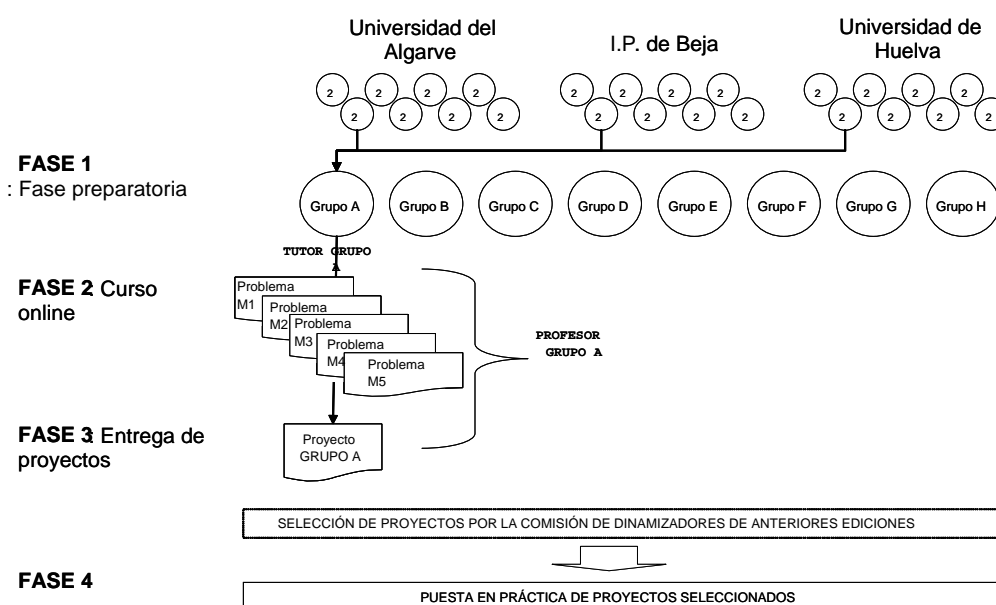 Universidad del
Algarve
I.P. de Beja
Universidad de
Huelva
2 2 2 2 2 2 2 2
2 2 2 2 2 2 2 2
2 2 2 2 2 2 2 2
FASE 1
: Fase preparatoria
Grupo A Grupo B Grupo C Grupo D Grupo E Grupo F Grupo G Grupo H
TUTOR GRUPO
A
FASE 2: Curso
online
Problema
M1
Problema
M2
Problema
M3
Problema
M4
Problema
M5
PROFESOR
GRUPO A
FASE 3: Entrega de
proyectos
Proyecto
GRUPO A
SELECCIÓN DE PROYECTOS POR LA COMISIÓN DE DINAMIZADORES DE ANTERIORES EDICIONES
FASE 4
PUESTA EN PRÁCTICA DE PROYECTOS SELECCIONADOS